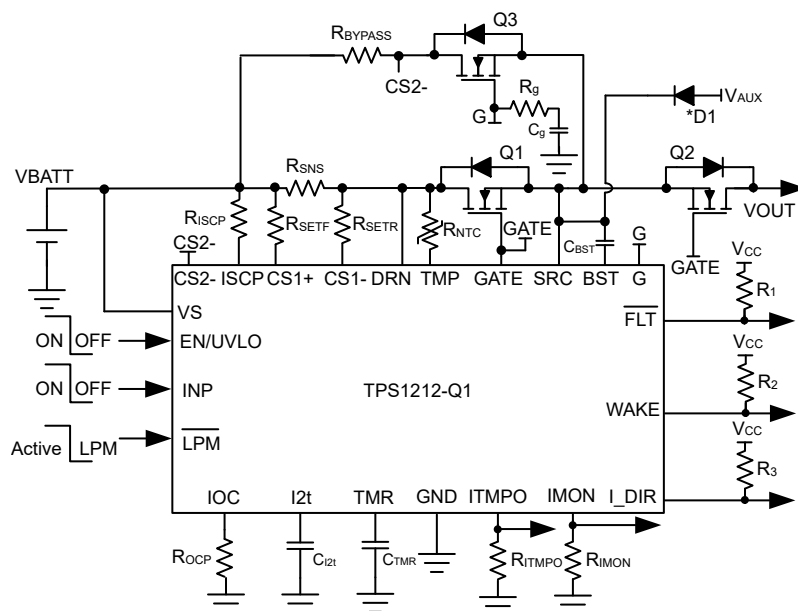 Q3
RBYPASS
CS2-
Rg
G
Cg
VAUX
*D1
VBATT
RSNS
Q1
Q2
VOUT
RISCP
RSETF
RSETR
RNTC
GATE
CBST
G
GATE
CS2-
CS2- ISCP CS1+ CS1- DRN TMP GATE SRC BST G
VS
VCC
R1
FLT
ON OFF
EN/UVLO
ON OFF
INP
TPS1212-Q1
VCC
R2
WAKE
Active LPM
LPM
VCC
R3
I_DIR
IOC I2t TMR GND ITMPO IMON
ROCP
CI2t
CTMR
RITMPO
RIMON